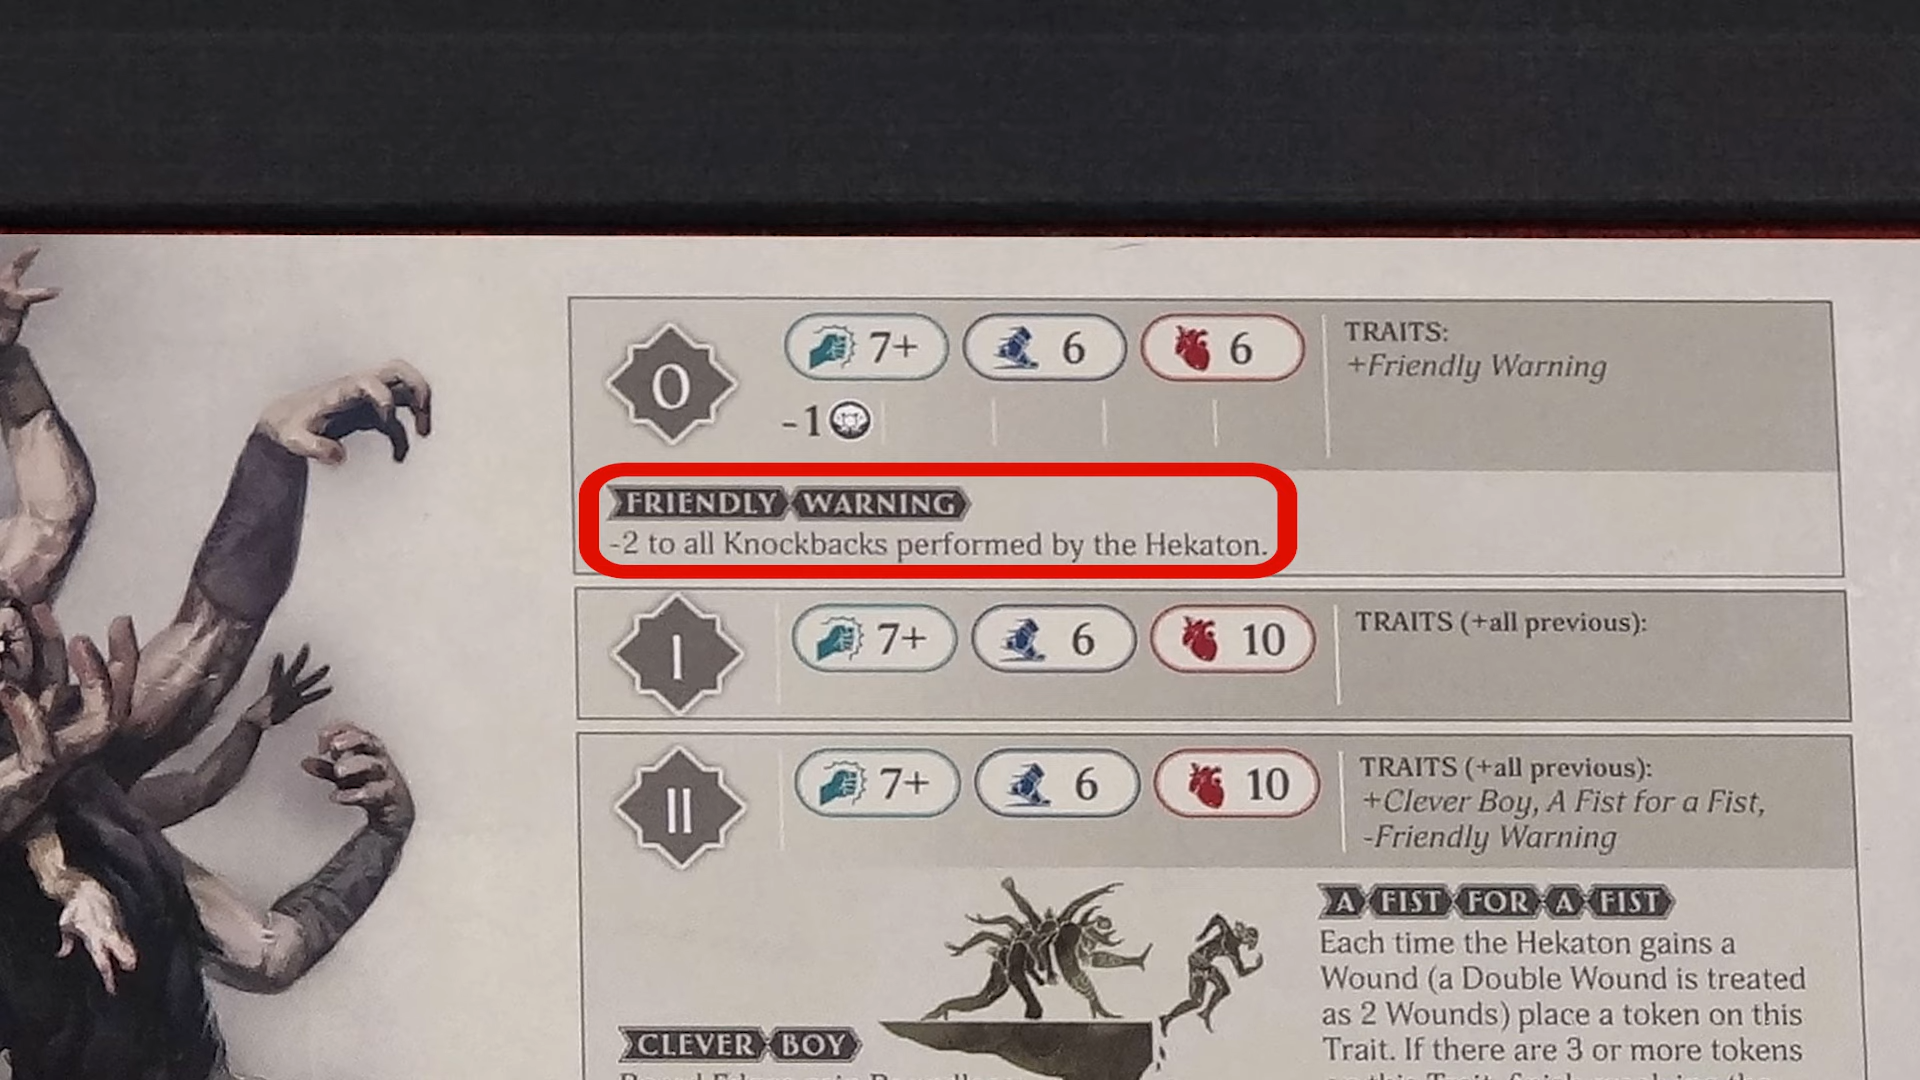 0
7+
6
6
-1
TRAITS:
+Friendly Warning
FRIENDLY WARNING
-2 to all Knockbacks performed by the Hekaton.
I
7+
6
10
TRAITS (+all previous):
II
7+
6
10
TRAITS (+all previous):
+Clever Boy, A Fist for a Fist,
-Friendly Warning
CLEVER BOY
A FIST FOR A FIST
Each time the Hekaton gains a
Wound (a Double Wound is treated
as 2 Wounds) place a token on this
Trait. If there are 3 or more tokens